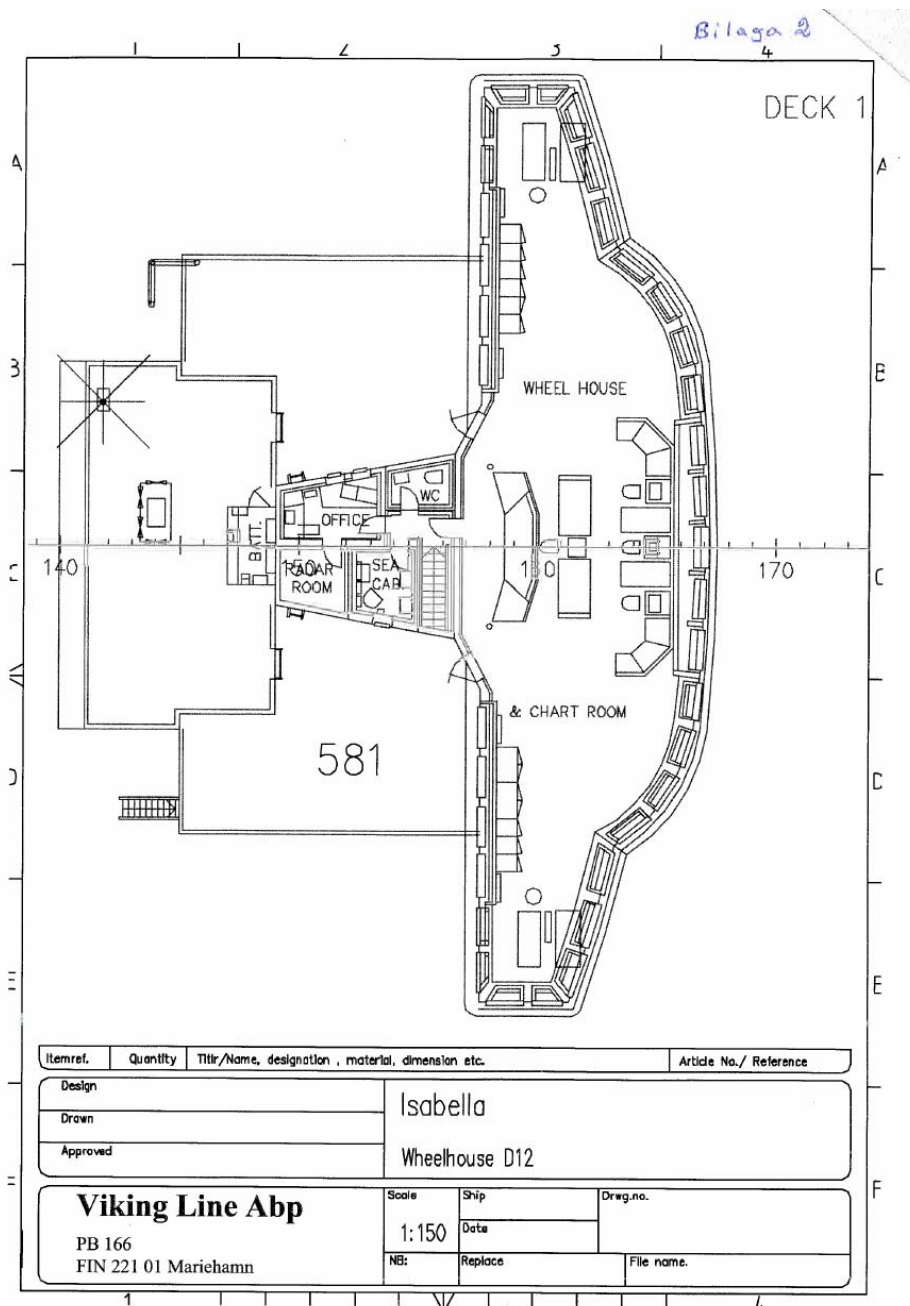 Bilaga 2
1 2 3 4
DECK 1
A A
B B
WHEEL HOUSE
WC
OFFICE
BATT.
RADAR
ROOM
SEA
CAB.
140 150 160 170
C C
& CHART ROOM
581
D D
E E
Itemref. Quantity Titlr/Name, designation , material, dimension etc. Article No./ Reference
Design
Drawn
Approved
Isabella
Wheelhouse D12
F
Viking Line Abp
PB 166
FIN 221 01 Mariehamn
Scale
1:150
Ship
Date
Drwg.no.
NB:
Replace
File name.
1 4